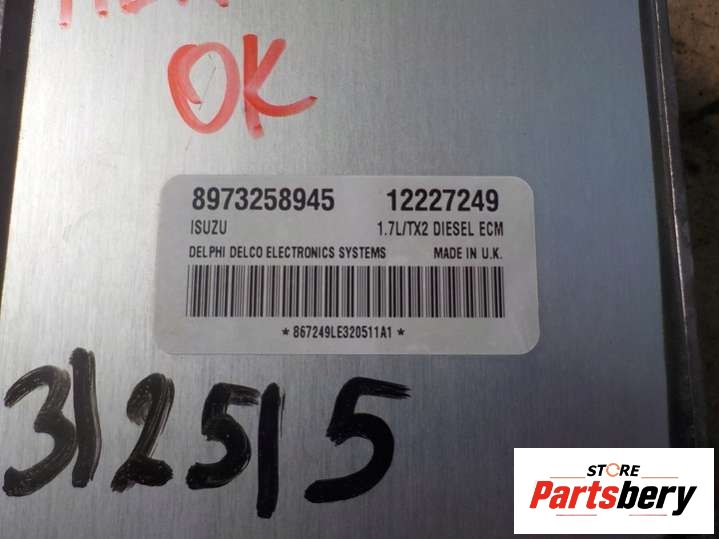 OK
8973258945 12227249
ISUZU 1.7L/TX2 DIESEL ECM
DELPHI DELCO ELECTRONICS SYSTEMS MADE IN U.K.
* 867249LE320511A1 *
312515
STORE
Partsbery